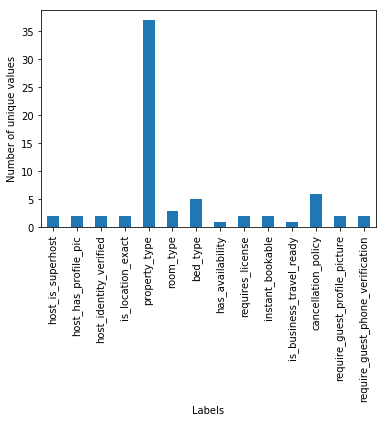 Number of unique values
35
30
25
20
15
10
5
0
host_is_superhost
host_has_profile_pic
host_identity_verified
is_location_exact
property_type
room_type
bed_type
has_availability
requires_license
instant_bookable
is_business_travel_ready
cancellation_policy
require_guest_profile_picture
require_guest_phone_verification
Labels